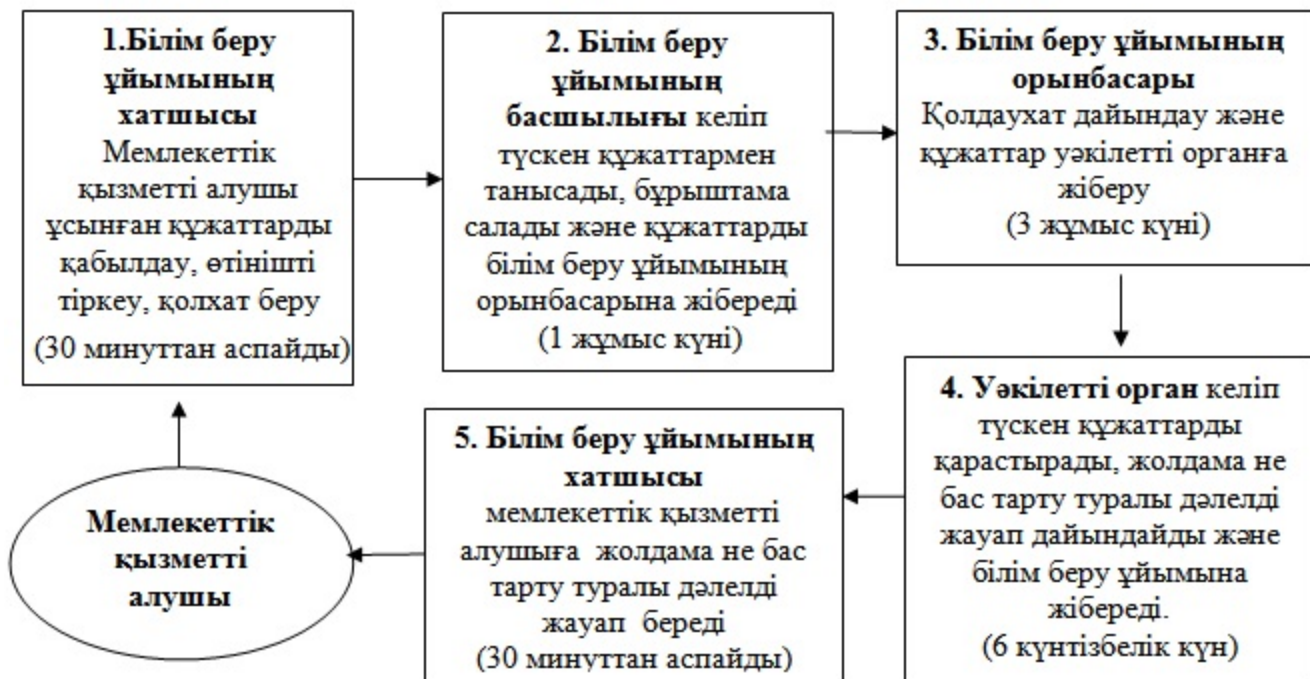 1.Білім беру
ұйымының
хатшысы
Мемлекеттік
қызметті алушы
ұсынған құжаттарды
қабылдау, өтінішті
тіркеу, қолхат беру
(30 минуттан аспайды)
2. Білім беру
ұйымының
басшылығы келіп
түскен құжаттармен
танысады, бұрыштама
салады және құжаттарды
білім беру ұйымының
орынбасарына жібереді
(1 жұмыс күні)
3. Білім беру ұйымының
орынбасары
Қолдаухат дайындау және
құжаттар уәкілетті органға
жіберу
(3 жұмыс күні)
4. Уәкілетті орган келіп
түскен құжаттарды
қарастырады, жолдама не
бас тарту туралы дәлелді
жауап дайындайды және
білім беру ұйымына
жібереді.
(6 күнтізбелік күн)
5. Білім беру ұйымының
хатшысы
мемлекеттік қызметті
алушыға жолдама не бас
тарту туралы дәлелді
жауап береді
(30 минуттан аспайды)
Мемлекеттік
қызметті
алушы